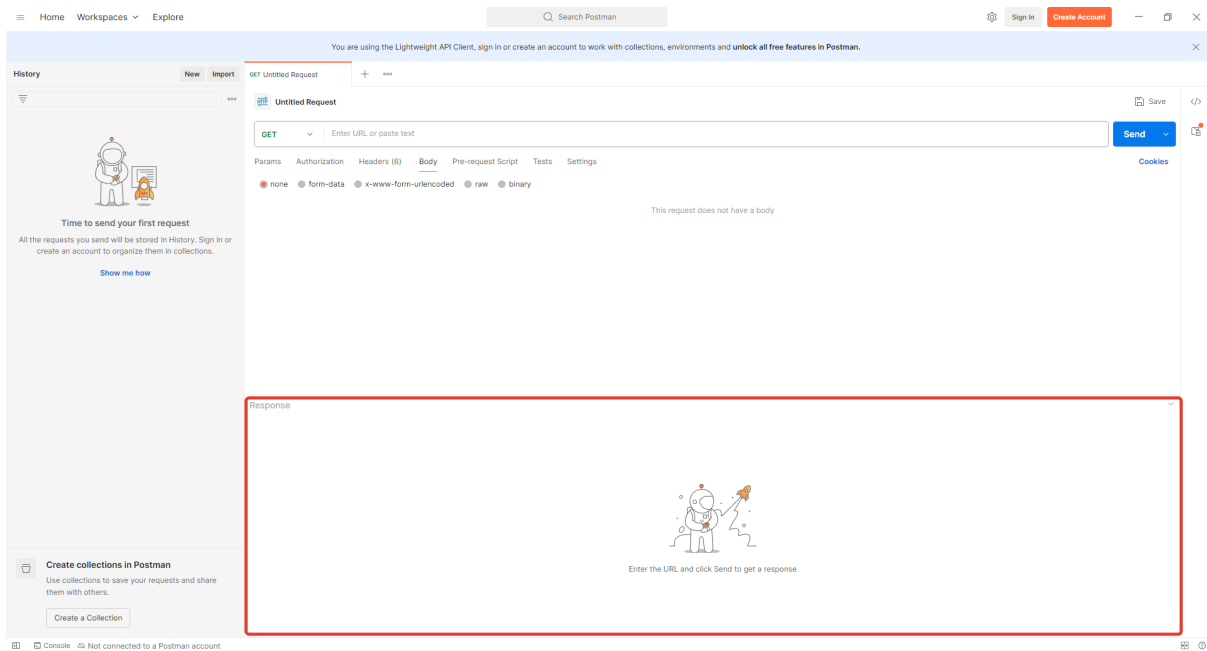 Home Workspaces Explore
Search Postman
Sign In Create Account
You are using the Lightweight API Client, sign in or create an account to work with collections, environments and unlock all free features in Postman.
History New Import
GET Untitled Request
HTTP Untitled Request
Save
GET Enter URL or paste text
Send
Params Authorization Headers (6) Body Pre-request Script Tests Settings
Cookies
none form-data x-www-form-urlencoded raw binary
This request does not have a body
API
Time to send your first request
All the requests you send will be stored in History. Sign in or
create an account to organize them in collections.
Show me how
Response
Enter the URL and click Send to get a response
Create collections in Postman
Use collections to save your requests and share
them with others.
Create a Collection
Console Not connected to a Postman account